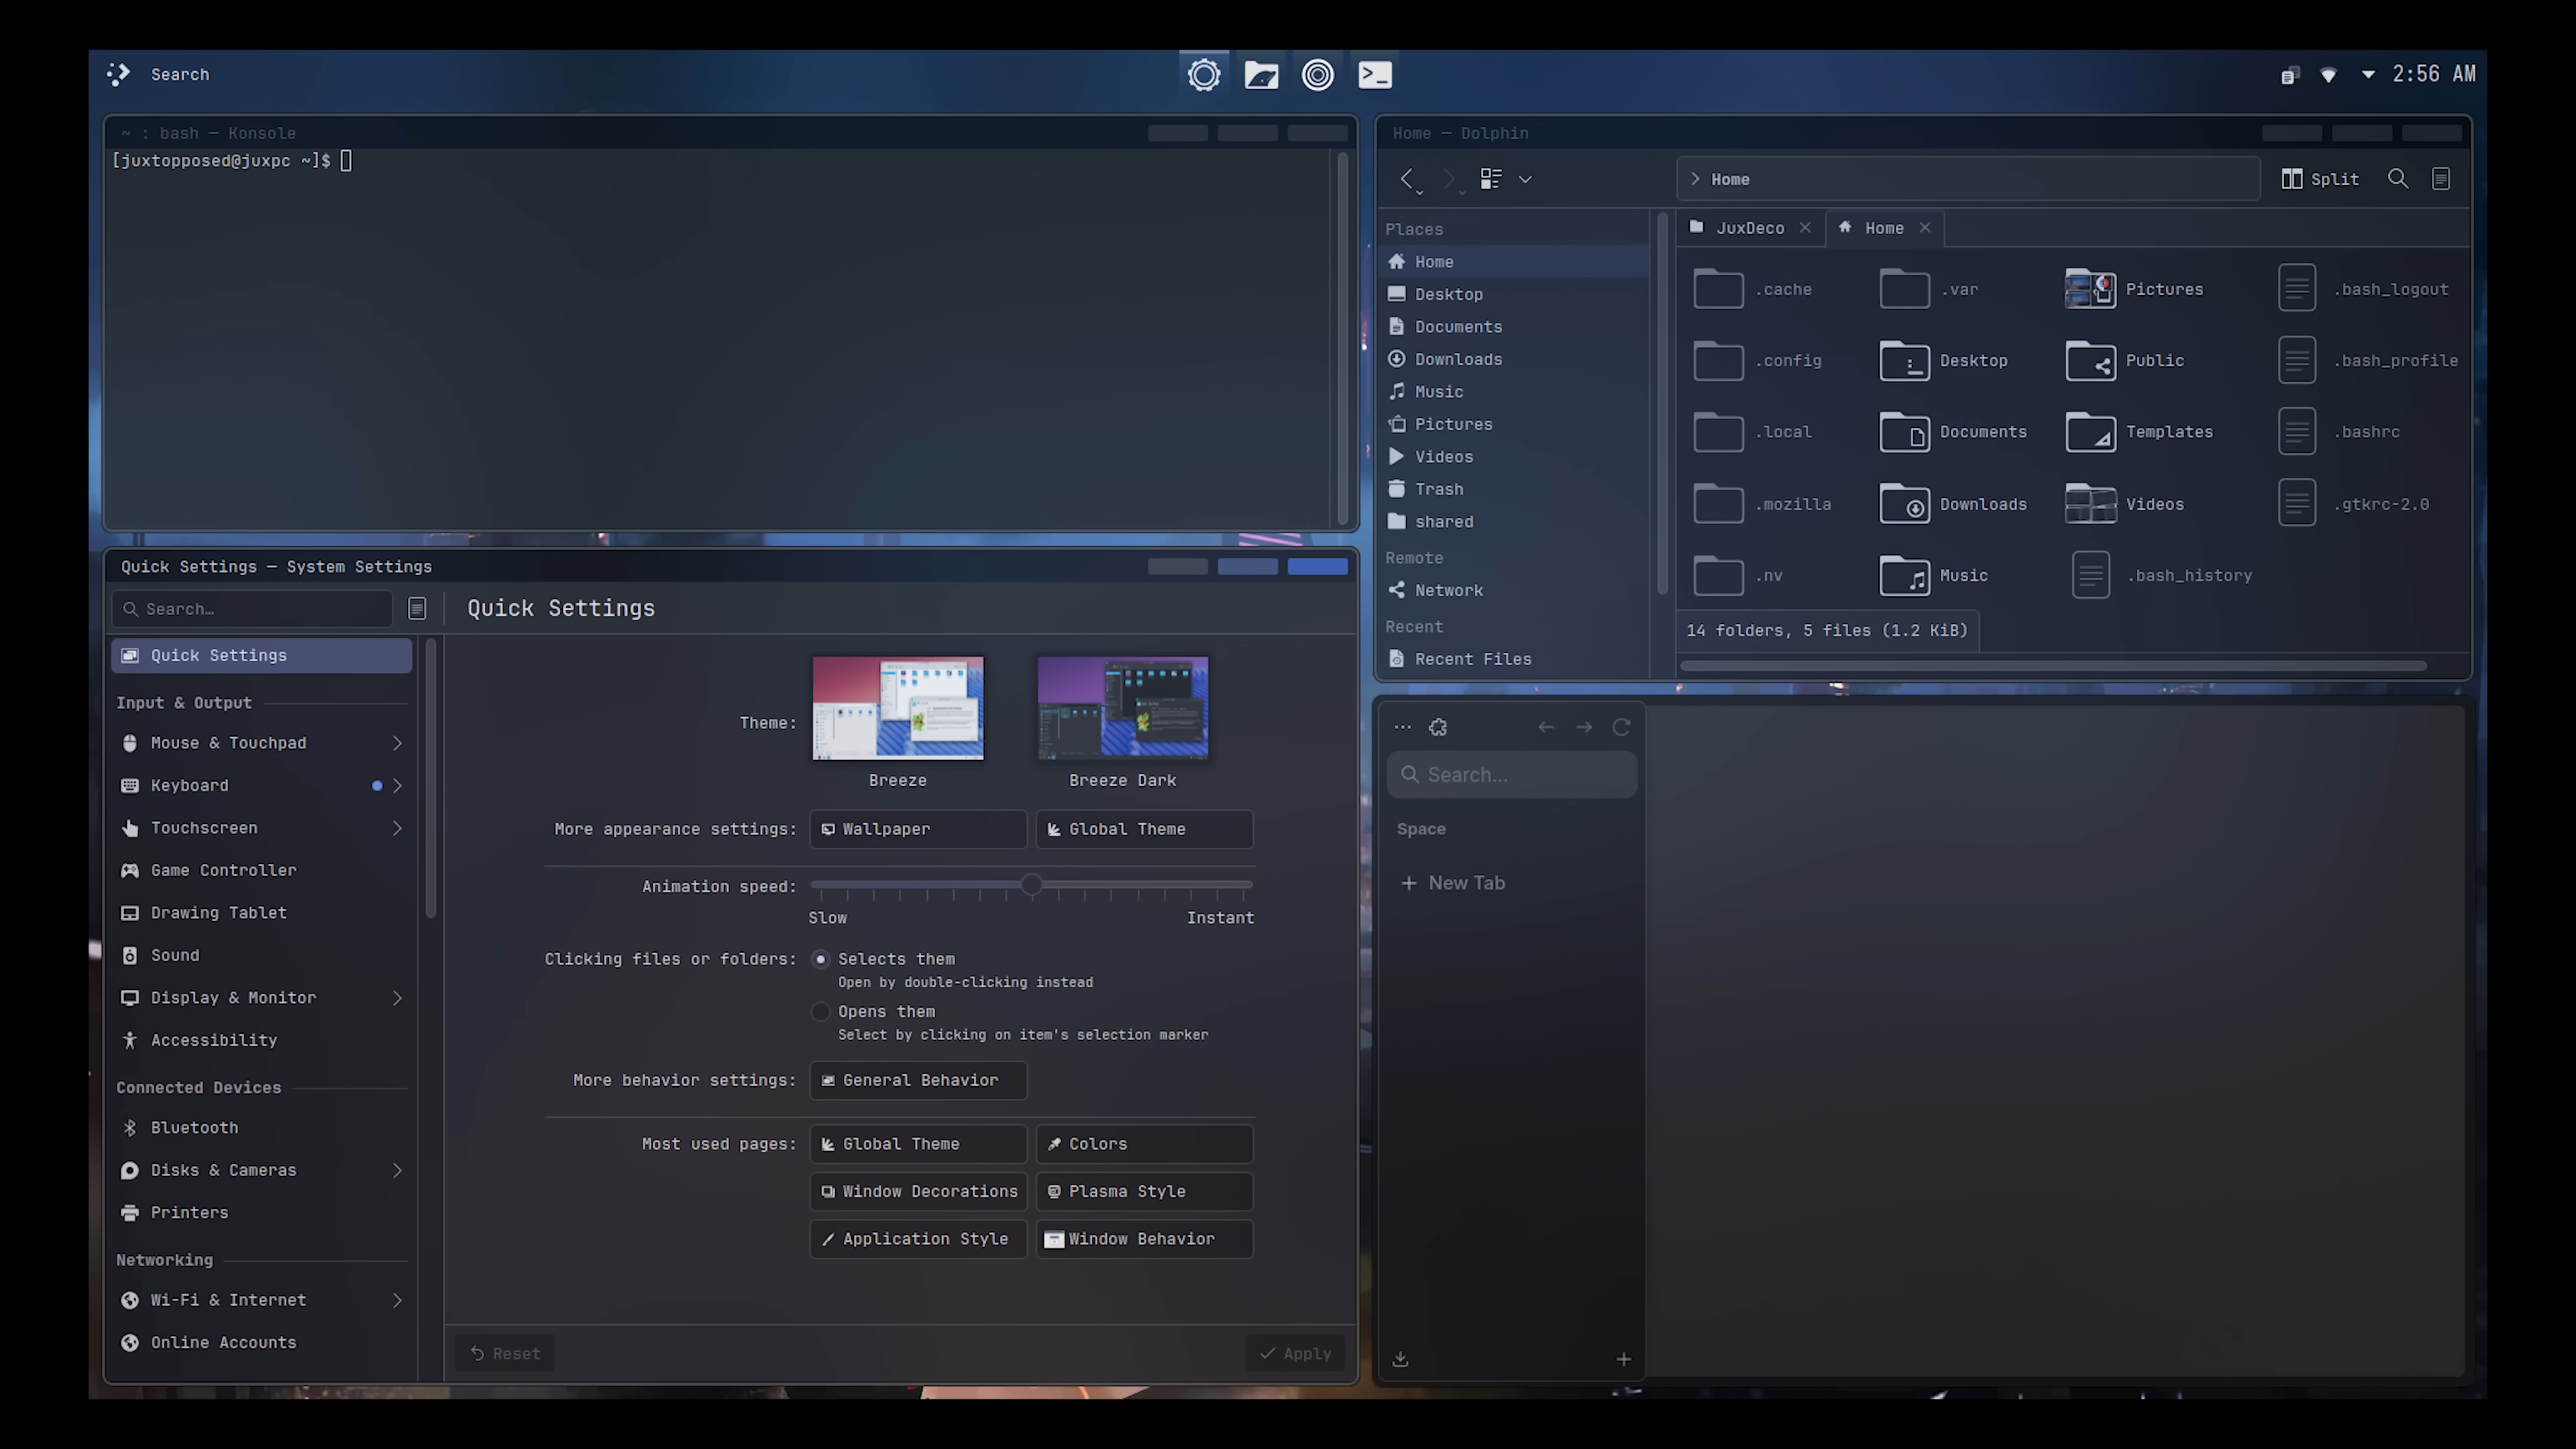 Search
2:56 AM
~ : bash — Konsole
[juxtopposed@juxpc ~]$
Home — Dolphin
Home
Split
Places
Home
Desktop
Documents
Downloads
Music
Pictures
Videos
Trash
shared
Remote
Network
Recent
Recent Files
JuxDeco
Home
.cache
.var
Pictures
.bash_logout
.config
Desktop
Public
.bash_profile
.local
Documents
Templates
.bashrc
.mozilla
Downloads
Videos
.gtkrc-2.0
.nv
Music
.bash_history
14 folders, 5 files (1.2 KiB)
Quick Settings — System Settings
Search…
Quick Settings
Quick Settings
Input & Output
Mouse & Touchpad
Keyboard
Touchscreen
Game Controller
Drawing Tablet
Sound
Display & Monitor
Accessibility
Connected Devices
Bluetooth
Disks & Cameras
Printers
Networking
Wi-Fi & Internet
Online Accounts
Theme:
Breeze
Breeze Dark
More appearance settings:
Wallpaper
Global Theme
Animation speed:
Slow
Instant
Clicking files or folders:
Selects them
Open by double-clicking instead
Opens them
Select by clicking on item's selection marker
More behavior settings:
General Behavior
Most used pages:
Global Theme
Colors
Window Decorations
Plasma Style
Application Style
Window Behavior
Reset
Apply
Search...
Space
New Tab